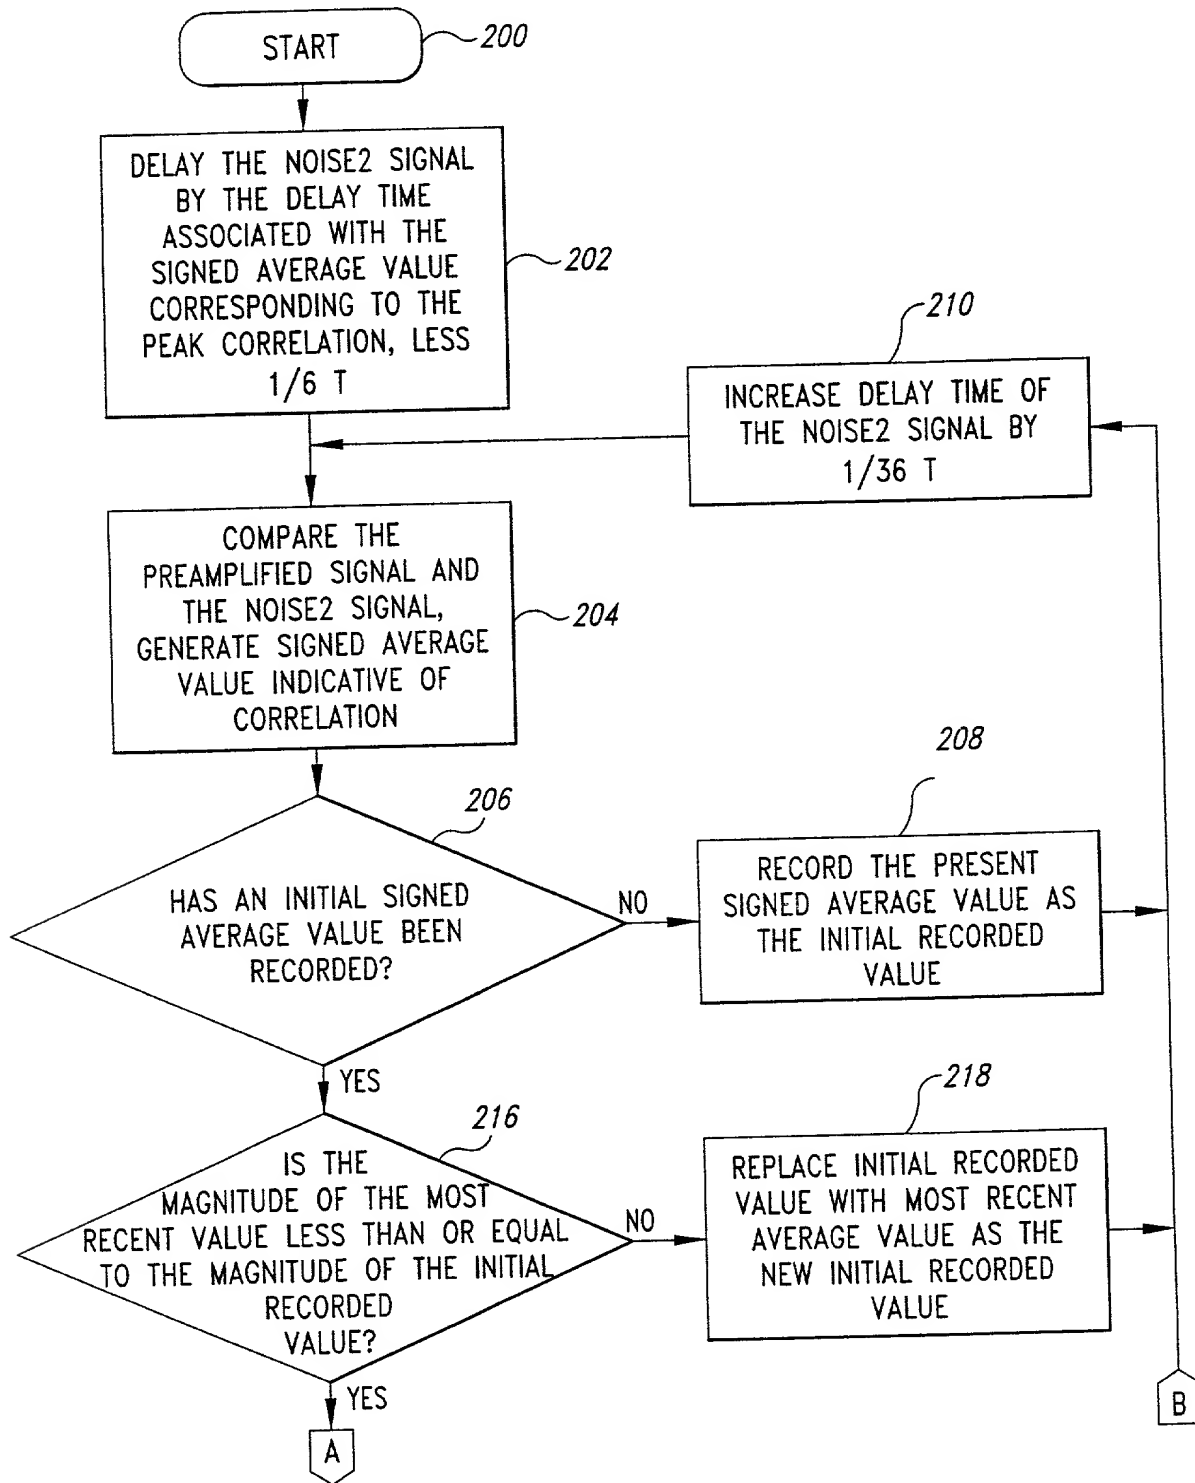 START
200
DELAY THE NOISE2 SIGNAL
BY THE DELAY TIME
ASSOCIATED WITH THE
SIGNED AVERAGE VALUE
CORRESPONDING TO THE
PEAK CORRELATION, LESS
1/6 T
202
210
INCREASE DELAY TIME OF
THE NOISE2 SIGNAL BY
1/36 T
COMPARE THE
PREAMPLIFIED SIGNAL AND
THE NOISE2 SIGNAL,
GENERATE SIGNED AVERAGE
VALUE INDICATIVE OF
CORRELATION
204
206
HAS AN INITIAL SIGNED
AVERAGE VALUE BEEN
RECORDED?
NO
208
RECORD THE PRESENT
SIGNED AVERAGE VALUE AS
THE INITIAL RECORDED
VALUE
YES
216
IS THE
MAGNITUDE OF THE MOST
RECENT VALUE LESS THAN OR EQUAL
TO THE MAGNITUDE OF THE INITIAL
RECORDED
VALUE?
NO
218
REPLACE INITIAL RECORDED
VALUE WITH MOST RECENT
AVERAGE VALUE AS THE
NEW INITIAL RECORDED
VALUE
YES
A
B